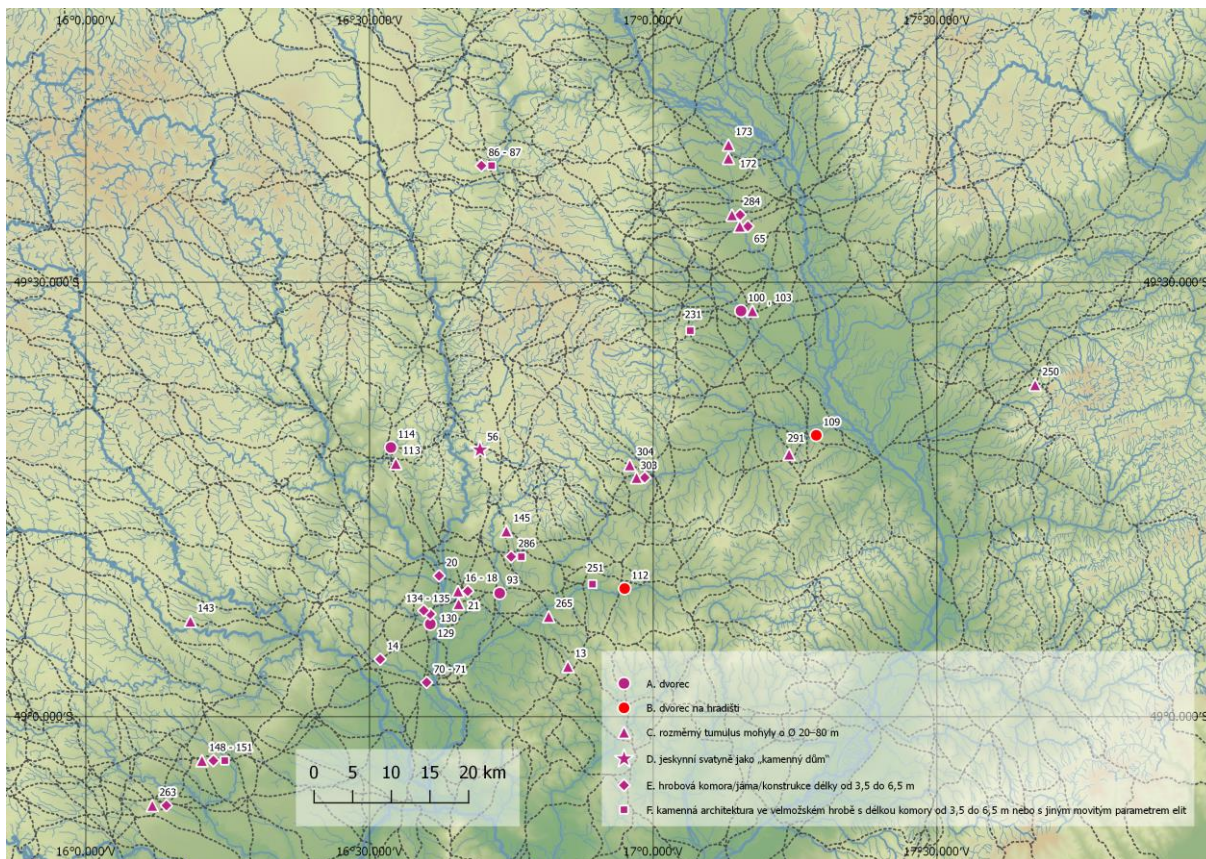 16°0.000'V
16°30.000'V
17°0.000'V
17°30.000'V
173
172
86 - 87
284
65
49°30.000'S
49°30.000'S
100 , 103
231
250
109
114
113
56
291
304
303
145
286
20
16 - 18
93
251
112
134 - 135
21
265
143
130
129
14
13
70 - 71
A. dvorec
B. dvorec na hradišti
49°0.000'S
49°0.000'S
C. rozměrný tumulus mohyly o Ø 20–80 m
148 - 151
D. jeskynní svatyně jako „kamenný dům“
0 5 10 15 20 km
E. hrobová komora/jáma/konstrukce délky od 3,5 do 6,5 m
263
F. kamenná architektura ve velmožském hrobě s délkou komory od 3,5 do 6,5 m nebo s jiným movitým parametrem elit
16°0.000'V
16°30.000'V
17°0.000'V
17°30.000'V